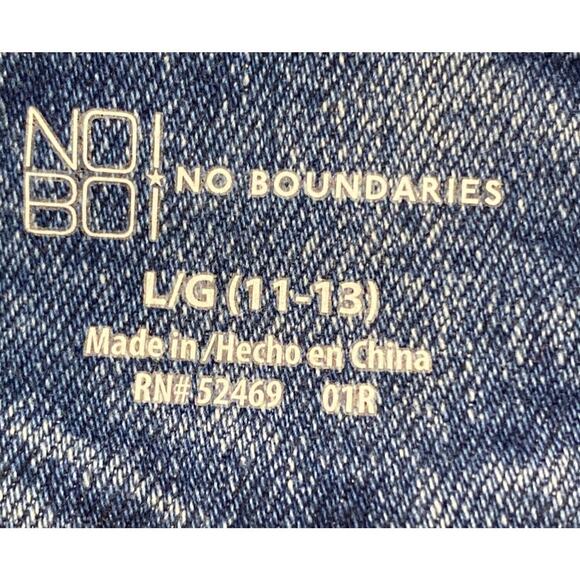 NO!
BO!
NO BOUNDARIES
L/G (11-13)
Made in /Hecho en China
RN# 52469 01R